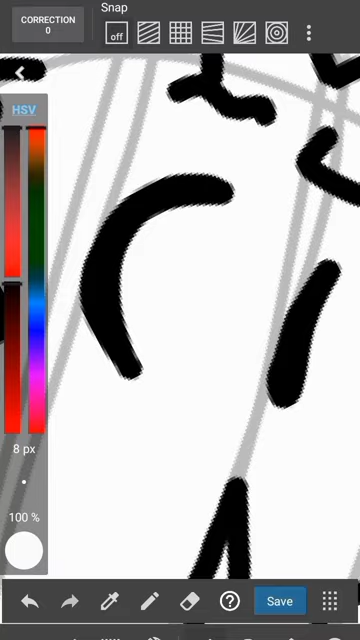 Snap
CORRECTION
0
off
HSV
8 px
100 %
Save